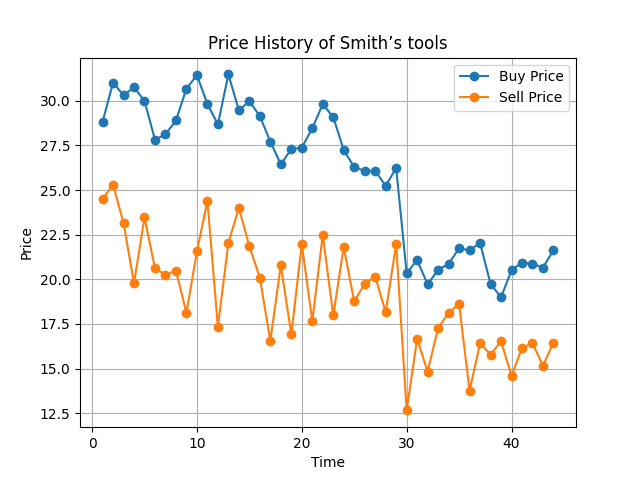 Price History of Smith’s tools
Buy Price
Sell Price
Price
30.0
27.5
25.0
22.5
20.0
17.5
15.0
12.5
0 10 20 30 40
Time